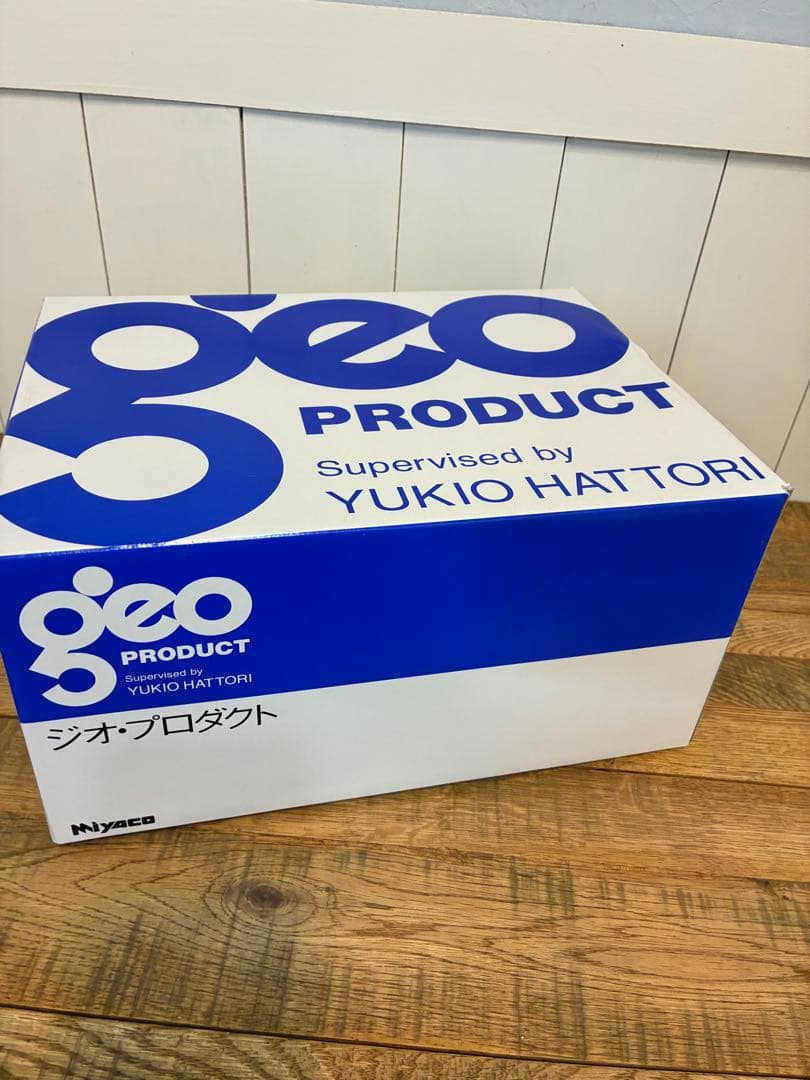 geo
PRODUCT
Supervised by
YUKIO HATTORI
geo
PRODUCT
Supervised by
YUKIO HATTORI
ジオ・プロダクト
Miyaco